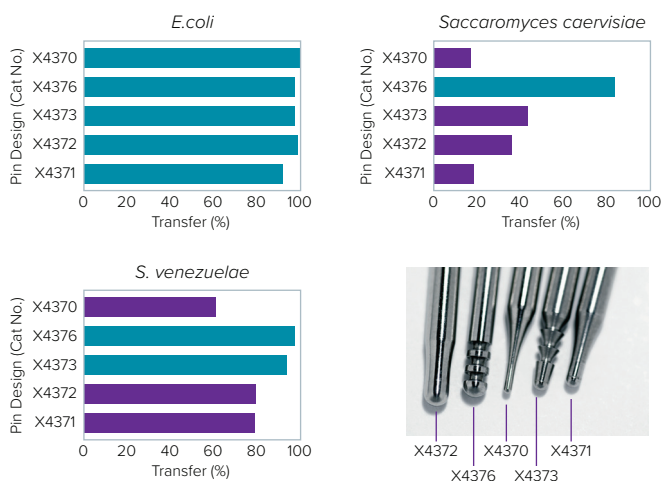 E.coli
Pin Design (Cat No.)
X4370
X4376
X4373
X4372
X4371
0 20 40 60 80 100
Transfer (%)
Saccaromyces caervisiae
Pin Design (Cat No.)
X4370
X4376
X4373
X4372
X4371
0 20 40 60 80 100
Transfer (%)
S. venezuelae
Pin Design (Cat No.)
X4370
X4376
X4373
X4372
X4371
0 20 40 60 80 100
Transfer (%)
X4372 X4370 X4371
X4376 X4373